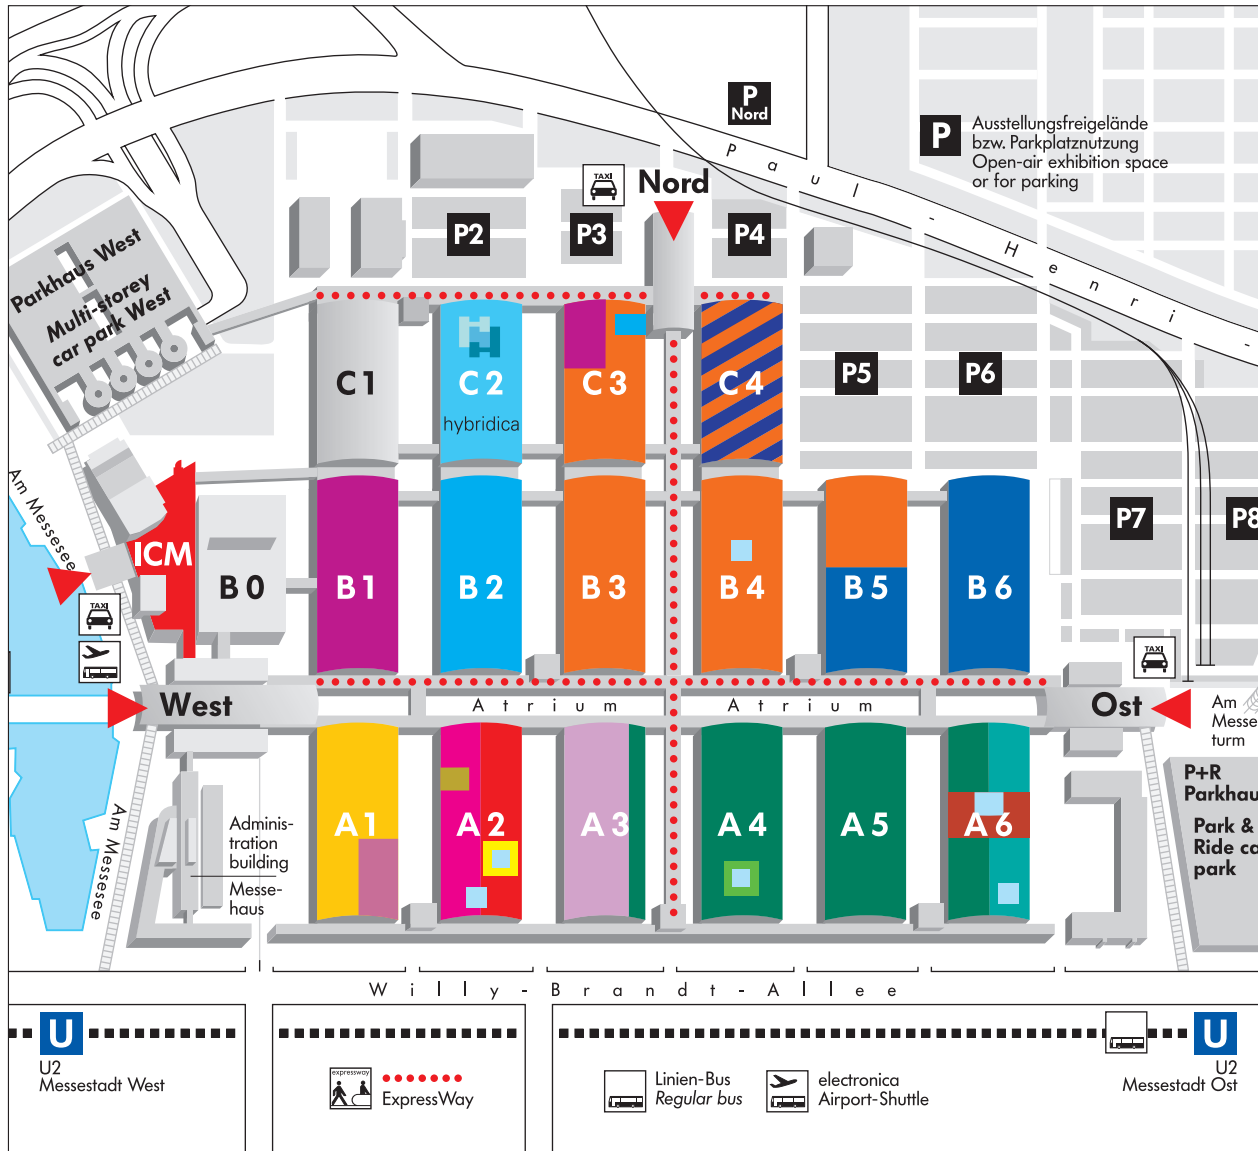 P
Nord
P
Ausstellungsfreigelände
bzw. Parkplatznutzung
Open-air exhibition space
or for parking
Paul-Henri-
TAXI
Nord
P2
P3
P4
Parkhaus West
Multi-storey
car park West
C1
C2
hybridica
C3
C4
P5
P6
P7
P8
Am Messesee
ICM
B0
B1
B2
B3
B4
B5
B6
TAXI
TAXI
West
Atrium
Atrium
Ost
Am
Messe
turm
A1
A2
A3
A4
A5
A6
P+R
Parkhau
Park &
Ride ca
park
Am Messesee
Adminis-
tration
building
Messe-
haus
Willy-Brandt-Allee
U
U2
Messestadt West
expressway
ExpressWay
Linien-Bus
Regular bus
electronica
Airport-Shuttle
U
U2
Messestadt Ost